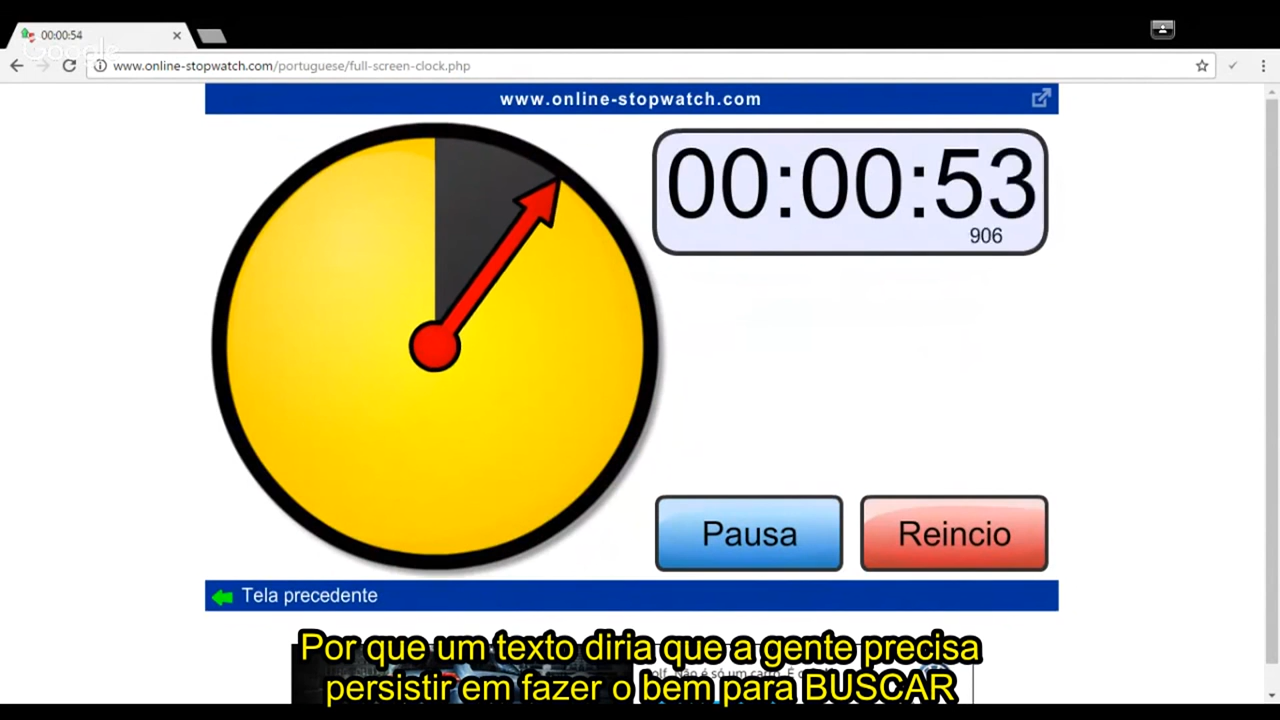 00:00:54
Google
www.online-stopwatch.com/portuguese/full-screen-clock.php
www.online-stopwatch.com
00:00:53
906
Pausa
Reincio
Tela precedente
Por que um texto diria que a gente precisa
persistir em fazer o bem para BUSCAR